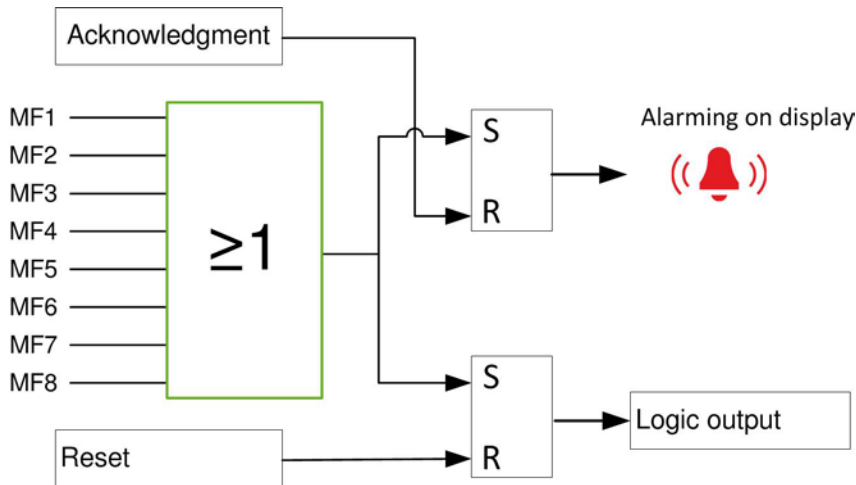 Acknowledgment
MF1
MF2
MF3
MF4
MF5
MF6
MF7
MF8
≥1
S
R
Alarming on display
S
R
Logic output
Reset